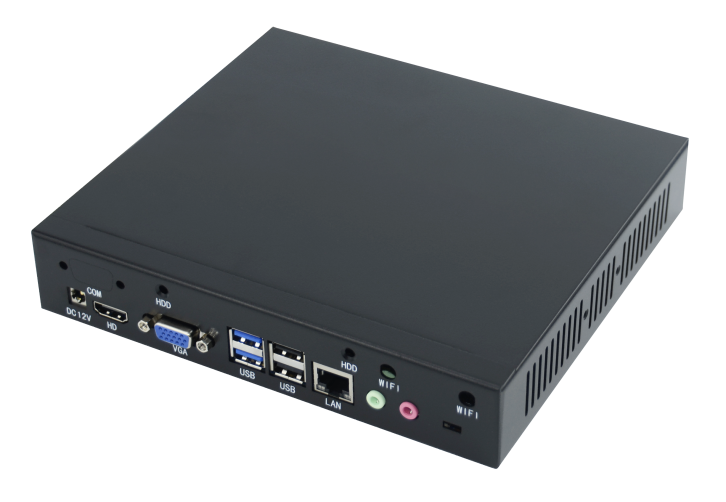 COM
HDD
DC12V
HD
VGA
USB
USB
HDD
WIFI
LAN
WIFI